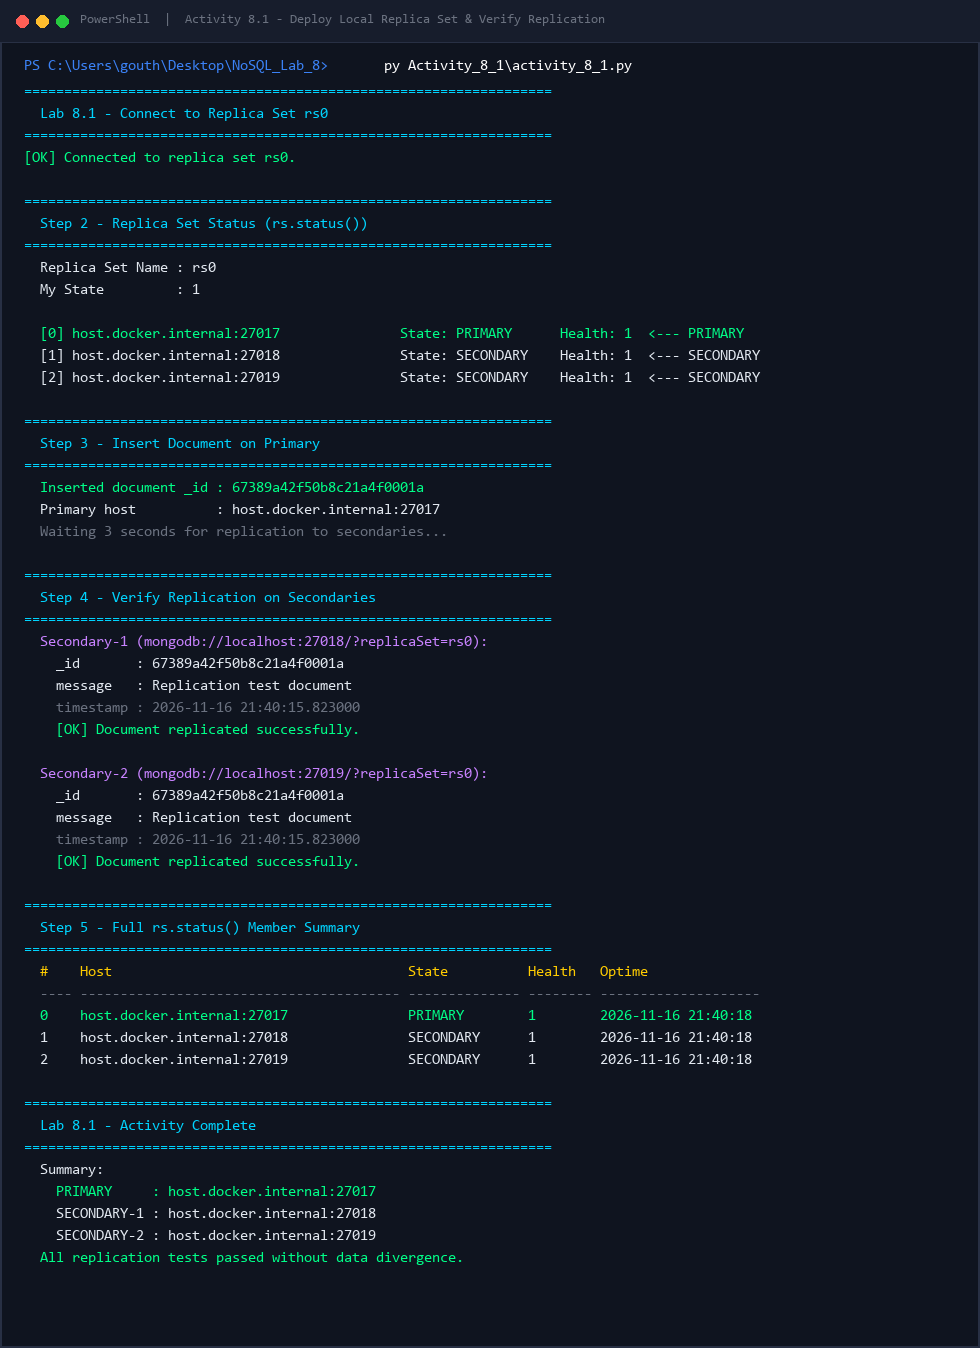 PowerShell | Activity 8.1 - Deploy Local Replica Set & Verify Replication
PS C:\Users\gouth\Desktop\NoSQL_Lab_8> py Activity_8_1\activity_8_1.py
==================================================================
Lab 8.1 - Connect to Replica Set rs0
==================================================================
[OK] Connected to replica set rs0.
==================================================================
Step 2 - Replica Set Status (rs.status())
==================================================================
Replica Set Name : rs0
My State         : 1
[0] host.docker.internal:27017               State: PRIMARY      Health: 1  <--- PRIMARY
[1] host.docker.internal:27018               State: SECONDARY    Health: 1  <--- SECONDARY
[2] host.docker.internal:27019               State: SECONDARY    Health: 1  <--- SECONDARY
==================================================================
Step 3 - Insert Document on Primary
==================================================================
Inserted document _id : 67389a42f50b8c21a4f0001a
Primary host          : host.docker.internal:27017
Waiting 3 seconds for replication to secondaries...
==================================================================
Step 4 - Verify Replication on Secondaries
==================================================================
Secondary-1 (mongodb://localhost:27018/?replicaSet=rs0):
_id       : 67389a42f50b8c21a4f0001a
message   : Replication test document
timestamp : 2026-11-16 21:40:15.823000
[OK] Document replicated successfully.
Secondary-2 (mongodb://localhost:27019/?replicaSet=rs0):
_id       : 67389a42f50b8c21a4f0001a
message   : Replication test document
timestamp : 2026-11-16 21:40:15.823000
[OK] Document replicated successfully.
==================================================================
Step 5 - Full rs.status() Member Summary
==================================================================
#    Host                                     State          Health   Optime
---- ---------------------------------------- -------------- -------- --------------------
0    host.docker.internal:27017               PRIMARY        1        2026-11-16 21:40:18
1    host.docker.internal:27018               SECONDARY      1        2026-11-16 21:40:18
2    host.docker.internal:27019               SECONDARY      1        2026-11-16 21:40:18
==================================================================
Lab 8.1 - Activity Complete
==================================================================
Summary:
PRIMARY     : host.docker.internal:27017
SECONDARY-1 : host.docker.internal:27018
SECONDARY-2 : host.docker.internal:27019
All replication tests passed without data divergence.